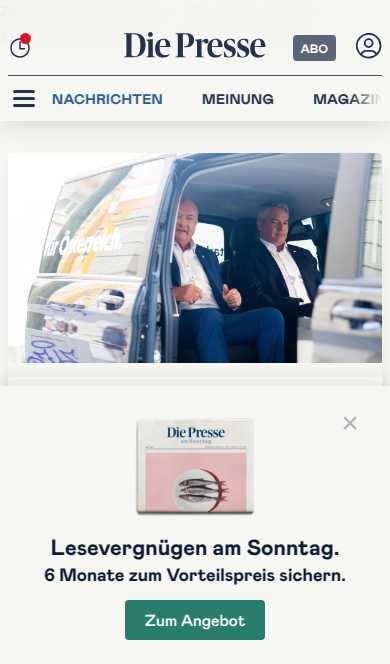 Die Presse
ABO
NACHRICHTEN MEINUNG MAGAZIN
für Österreich.
Die Presse
am Sonntag
Lesevergnügen am Sonntag.
6 Monate zum Vorteilspreis sichern.
Zum Angebot